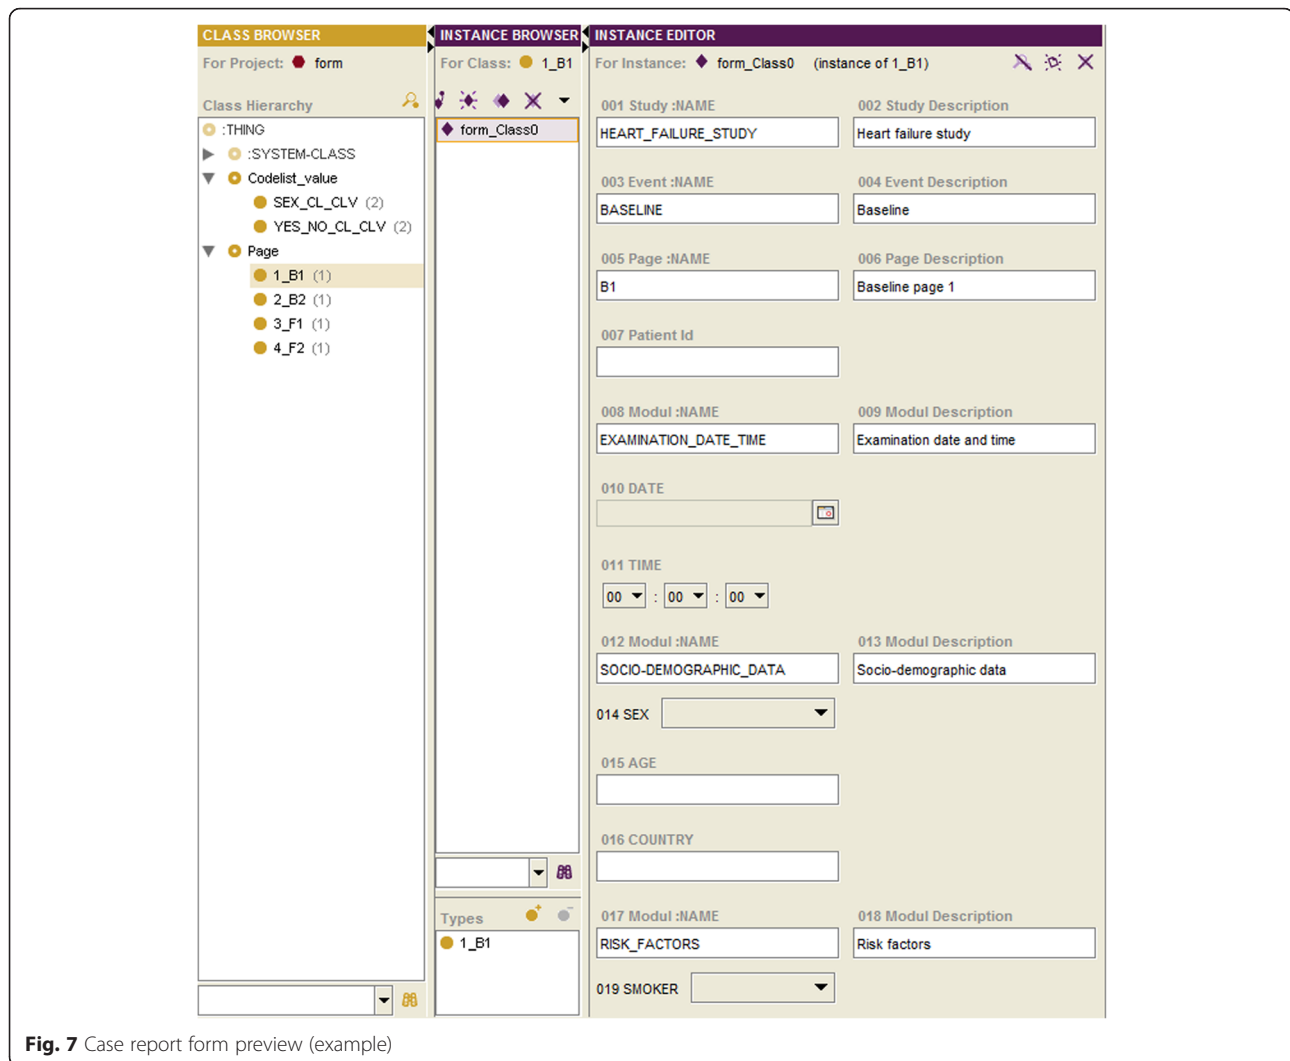 CLASS BROWSER
For Project: form
Class Hierarchy
:THING
:SYSTEM-CLASS
Codelist_value
SEX_CL_CLV (2)
YES_NO_CL_CLV (2)
Page
1_B1 (1)
2_B2 (1)
3_F1 (1)
4_F2 (1)
INSTANCE BROWSER
For Class: 1_B1
form_Class0
Types
1_B1
INSTANCE EDITOR
For Instance: form_Class0 (instance of 1_B1)
001 Study :NAME 002 Study Description
HEART_FAILURE_STUDY Heart failure study
003 Event :NAME 004 Event Description
BASELINE Baseline
005 Page :NAME 006 Page Description
B1 Baseline page 1
007 Patient Id
008 Modul :NAME 009 Modul Description
EXAMINATION_DATE_TIME Examination date and time
010 DATE
011 TIME
00 : 00 : 00
012 Modul :NAME 013 Modul Description
SOCIO-DEMOGRAPHIC_DATA Socio-demographic data
014 SEX
015 AGE
016 COUNTRY
017 Modul :NAME 018 Modul Description
RISK_FACTORS Risk factors
019 SMOKER
Fig. 7 Case report form preview (example)